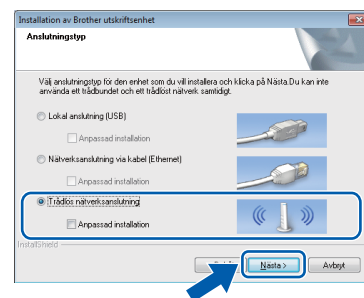 Installation av Brother utskriftsenhet
Anslutningstyp
Välj anslutningstyp för den enhet som du vill installera och klicka på Nästa.Du kan inte
använda ett trådbundet och ett trådlöst nätverk samtidigt.
Lokal anslutning (USB)
Anpassad installation
Nätverksanslutning via kabel (Ethernet)
Anpassad installation
Trådlös nätverksanslutning
Anpassad installation
InstallShield
Nästa >
Avbryt